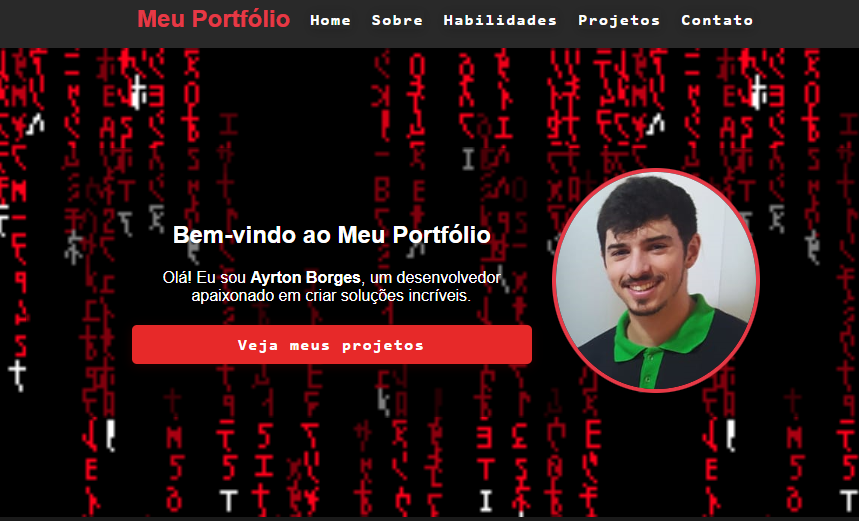 Meu Portfólio Home Sobre Habilidades Projetos Contato
Bem-vindo ao Meu Portfólio
Olá! Eu sou Ayrton Borges, um desenvolvedor
apaixonado em criar soluções incríveis.
Veja meus projetos